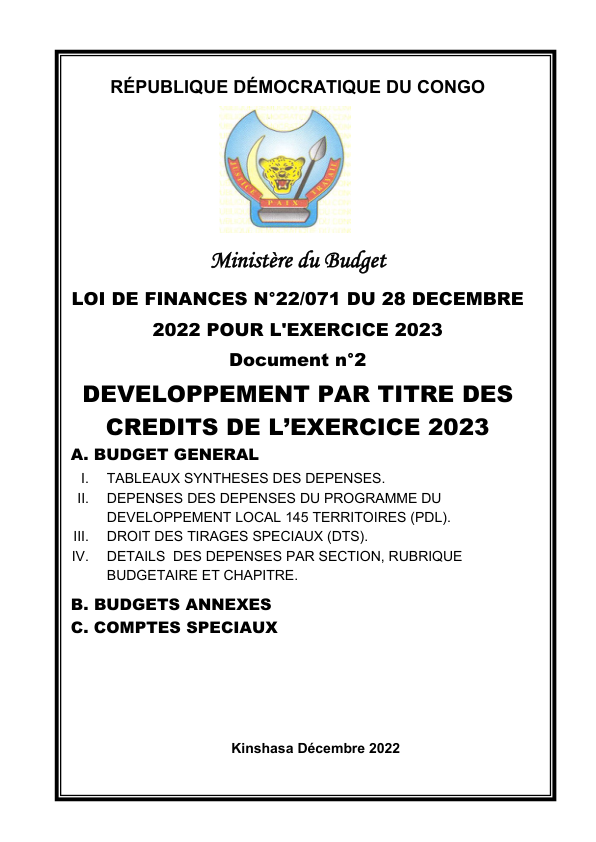 RÉPUBLIQUE DÉMOCRATIQUE DU CONGO
JUSTICE
PAIX
TRAVAIL
Ministère du Budget
LOI DE FINANCES N°22/071 DU 28 DECEMBRE
2022 POUR L'EXERCICE 2023
Document n°2
DEVELOPPEMENT PAR TITRE DES
CREDITS DE L’EXERCICE 2023
A. BUDGET GENERAL
I. TABLEAUX SYNTHESES DES DEPENSES.
II. DEPENSES DES DEPENSES DU PROGRAMME DU
DEVELOPPEMENT LOCAL 145 TERRITOIRES (PDL).
III. DROIT DES TIRAGES SPECIAUX (DTS).
IV. DETAILS DES DEPENSES PAR SECTION, RUBRIQUE
BUDGETAIRE ET CHAPITRE.
B. BUDGETS ANNEXES
C. COMPTES SPECIAUX
Kinshasa Décembre 2022